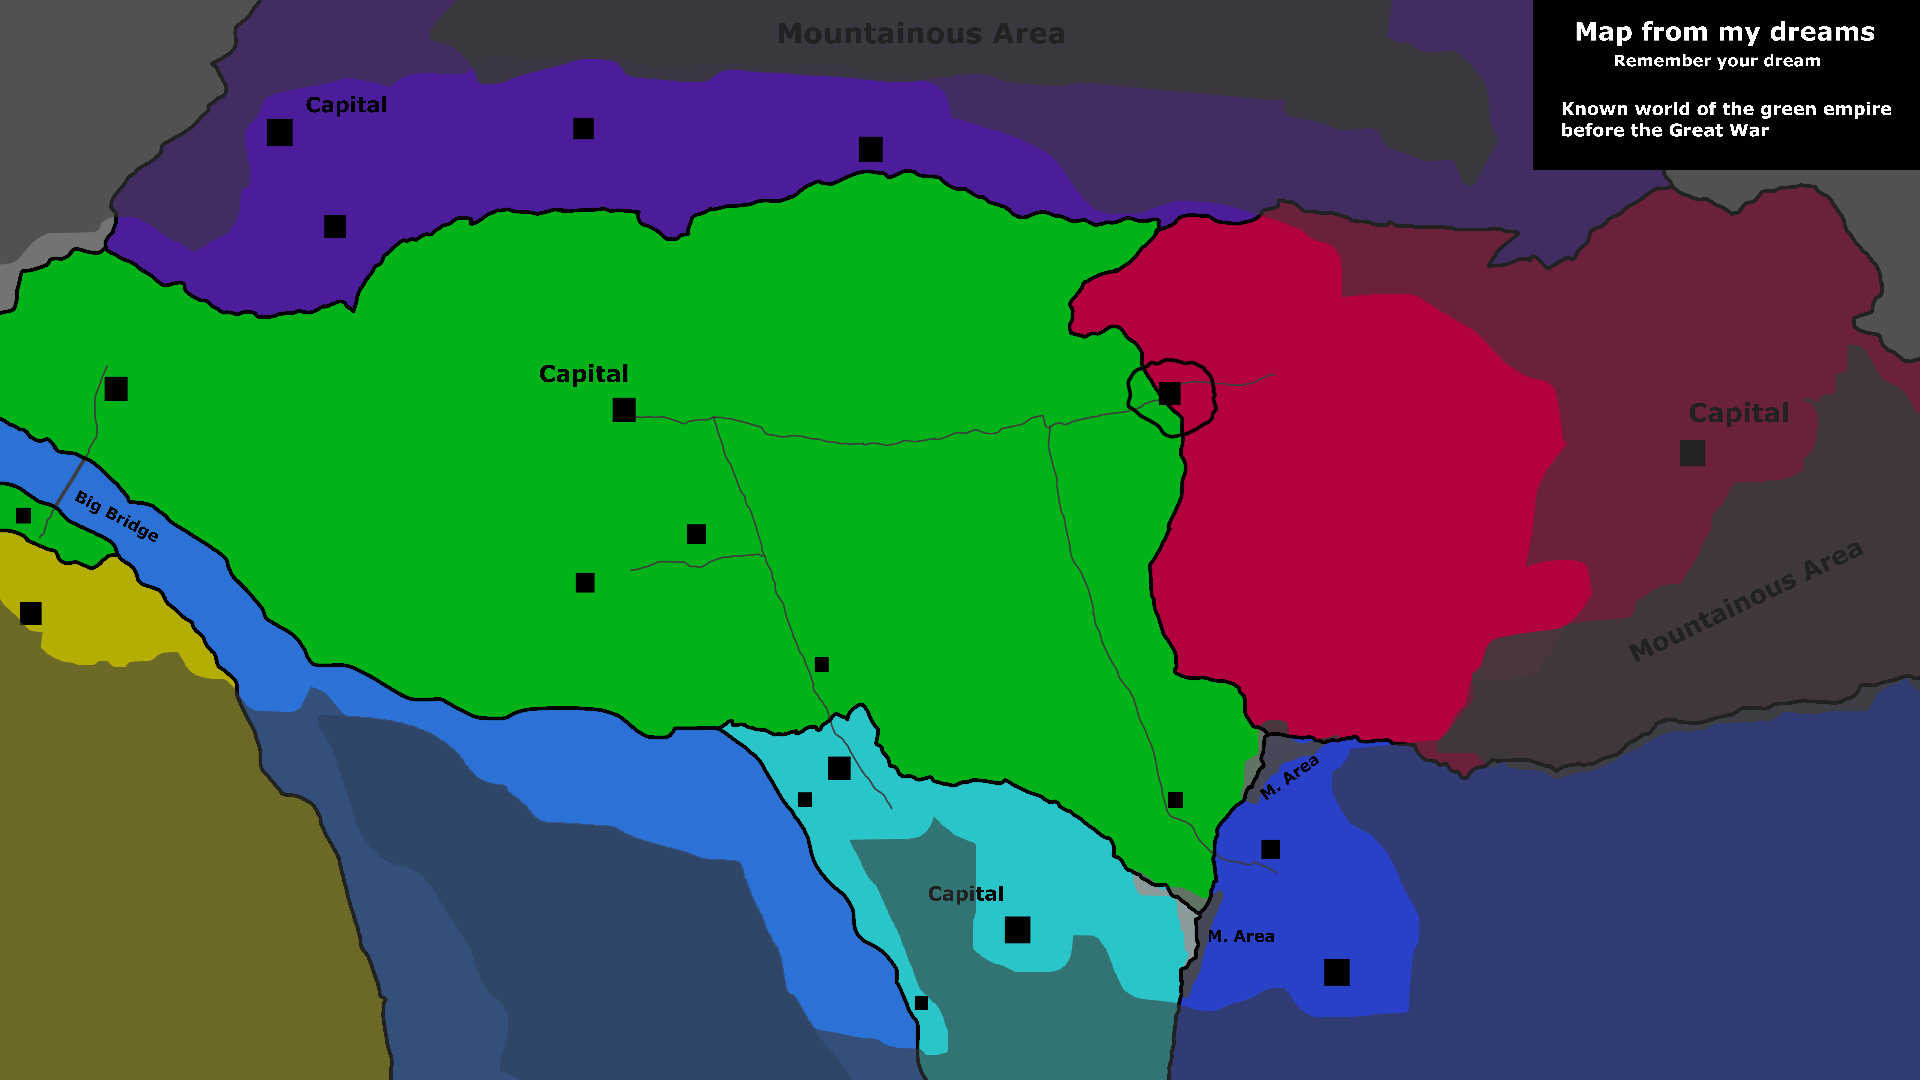 Mountainous Area
Map from my dreams
Remember your dream
Known world of the green empire
before the Great War
Capital
Capital
Capital
Big Bridge
Mountainous Area
M. Area
Capital
M. Area